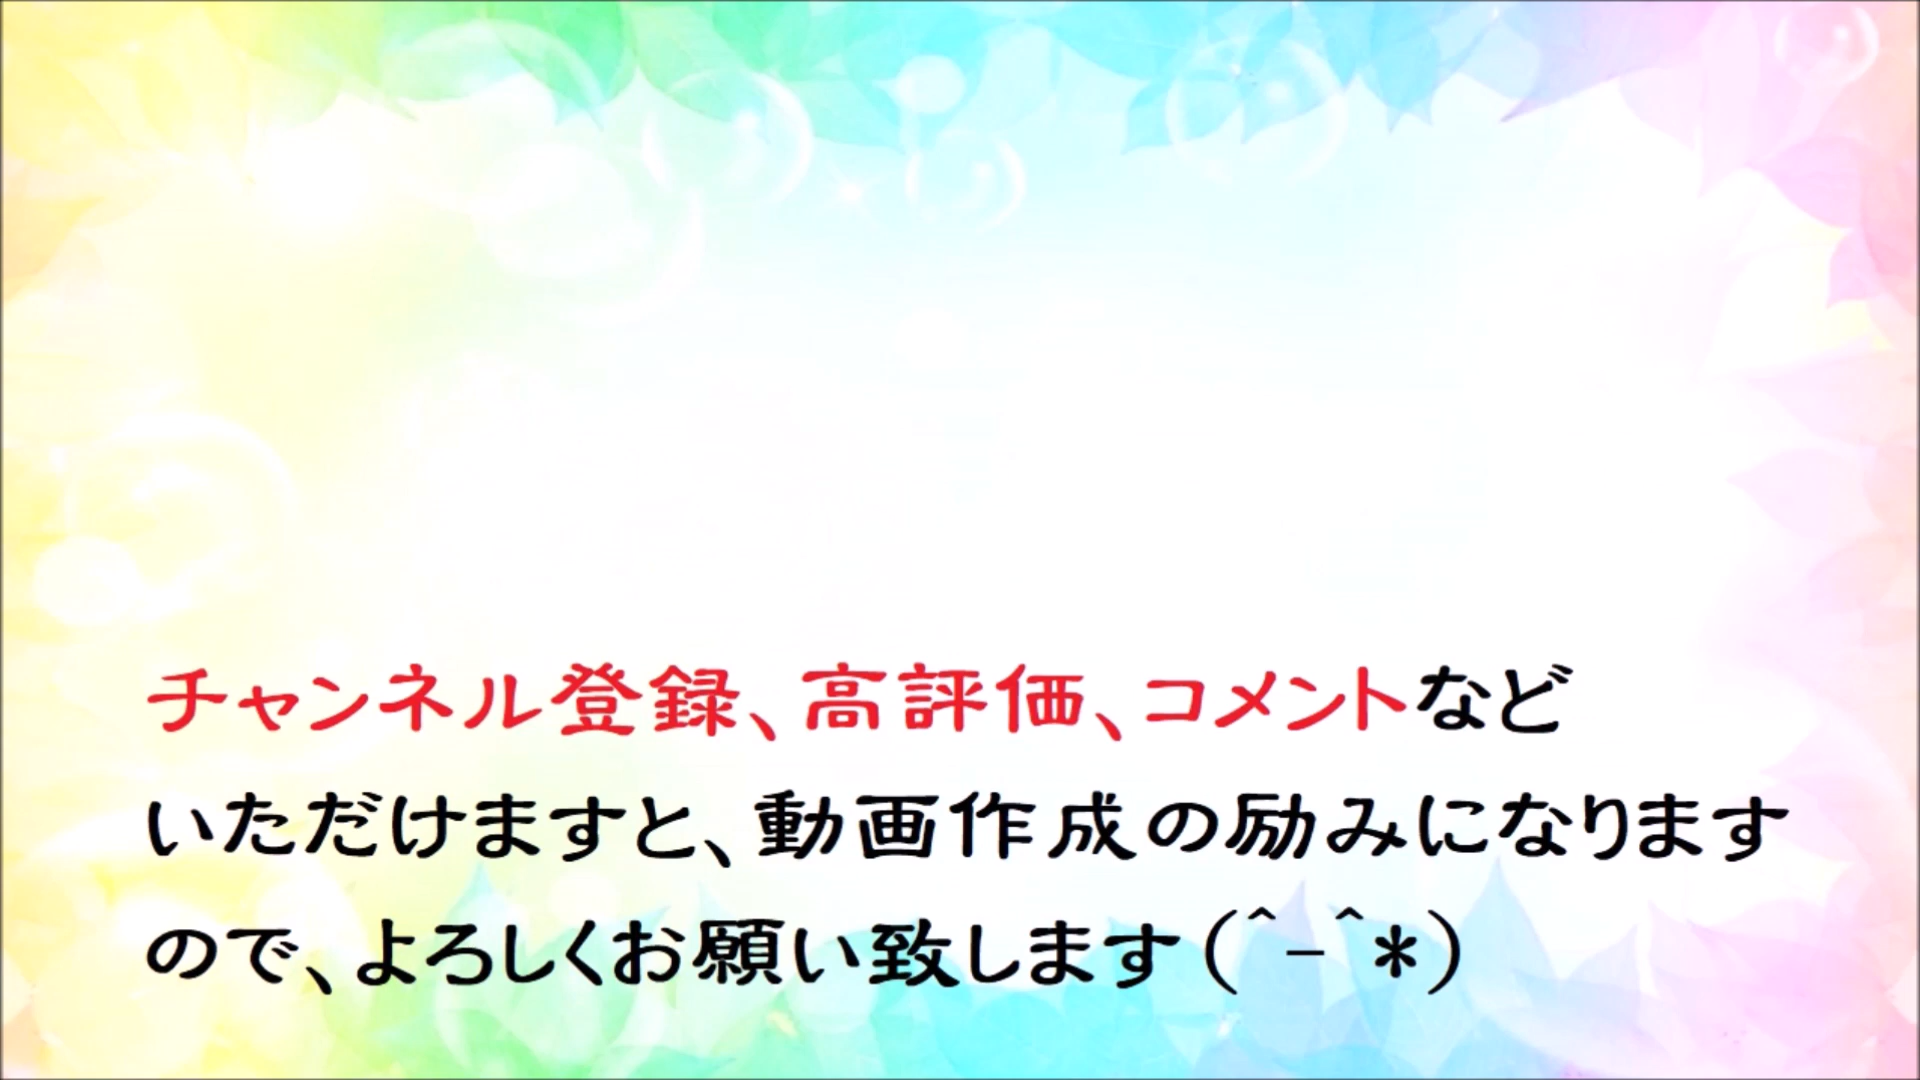 チャンネル登録、高評価、コメントなど
いただけますと、動画作成の励みになります
ので、よろしくお願い致します(^-^*)